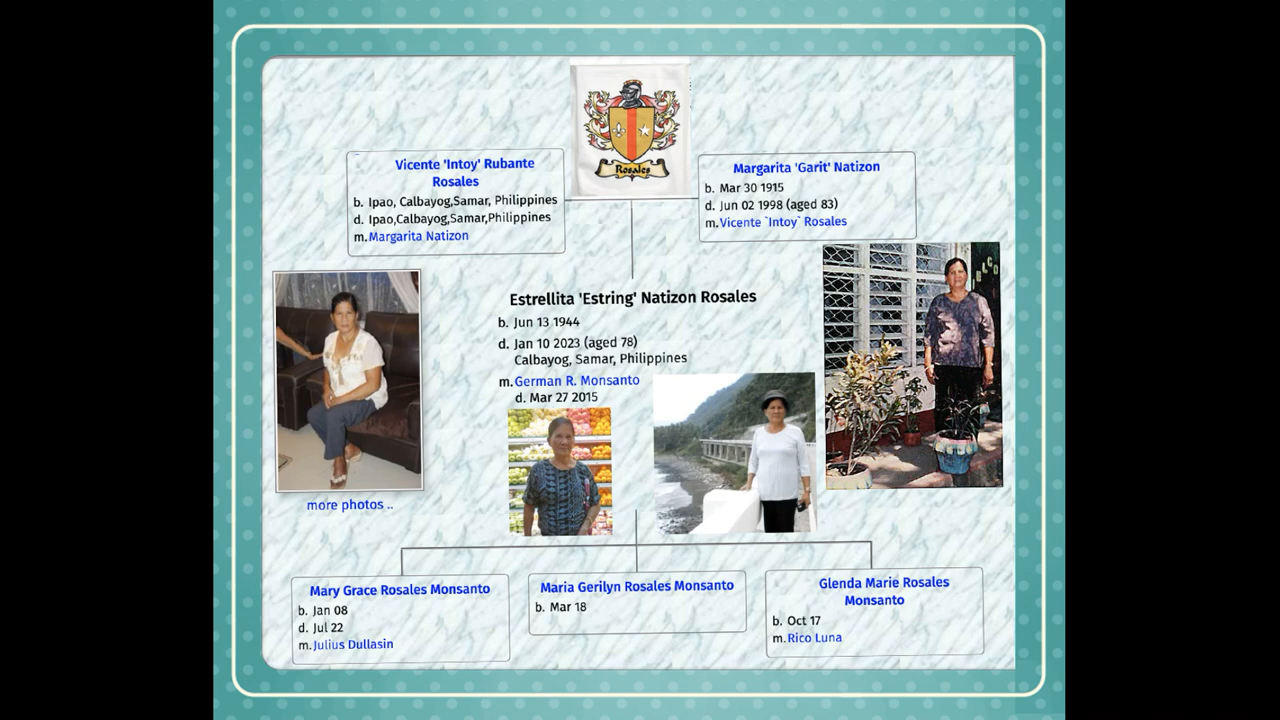 Rosales
Vicente 'Intoy' Rubante
Rosales
b. Ipao, Calbayog,Samar, Philippines
d. Ipao,Calbayog,Samar,Philippines
m.Margarita Natizon
Margarita 'Garit' Natizon
b. Mar 30 1915
d. Jun 02 1998 (aged 83)
m.Vicente `Intoy` Rosales
Estrellita 'Estring' Natizon Rosales
b. Jun 13 1944
d. Jan 10 2023 (aged 78)
Calbayog, Samar, Philippines
m.German R. Monsanto
d. Mar 27 2015
more photos ..
Mary Grace Rosales Monsanto
b. Jan 08
d. Jul 22
m.Julius Dullasin
Maria Gerilyn Rosales Monsanto
b. Mar 18
Glenda Marie Rosales
Monsanto
b. Oct 17
m.Rico Luna